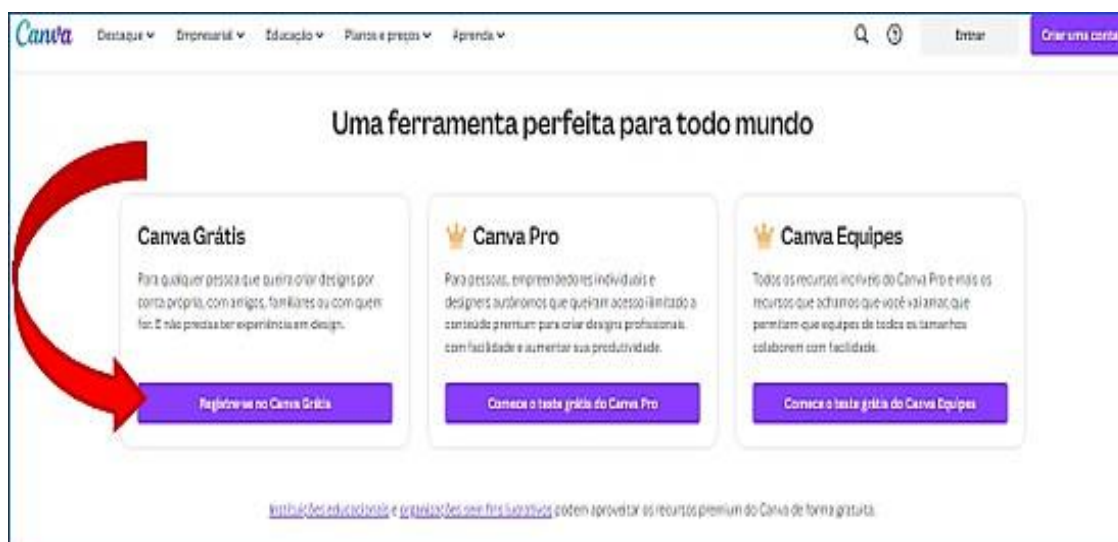 Canva Destaque Empresarial Educação Planos e preços Aprenda Entrar Criar uma conta
Uma ferramenta perfeita para todo mundo
Canva Grátis
Para qualquer pessoa que queira criar designs por
conta própria, com amigos, familiares ou com quem
for. E não precisa ter experiência em design.
Registre-se no Canva Grátis
Canva Pro
Para pessoas, empreendedores individuais e
designers autônomos que queiram acesso ilimitado a
conteúdo premium para criar designs profissionais
com facilidade e aumentar sua produtividade.
Comece o teste grátis do Canva Pro
Canva Equipes
Todos os recursos incríveis do Canva Pro e mais os
recursos que achamos que você vai amar, que
permitem que equipes de todos os tamanhos
colaborem com facilidade.
Comece o teste grátis do Canva Equipes
Instituições educacionais e organizações sem fins lucrativos podem aproveitar os recursos premium do Canva de forma gratuita.